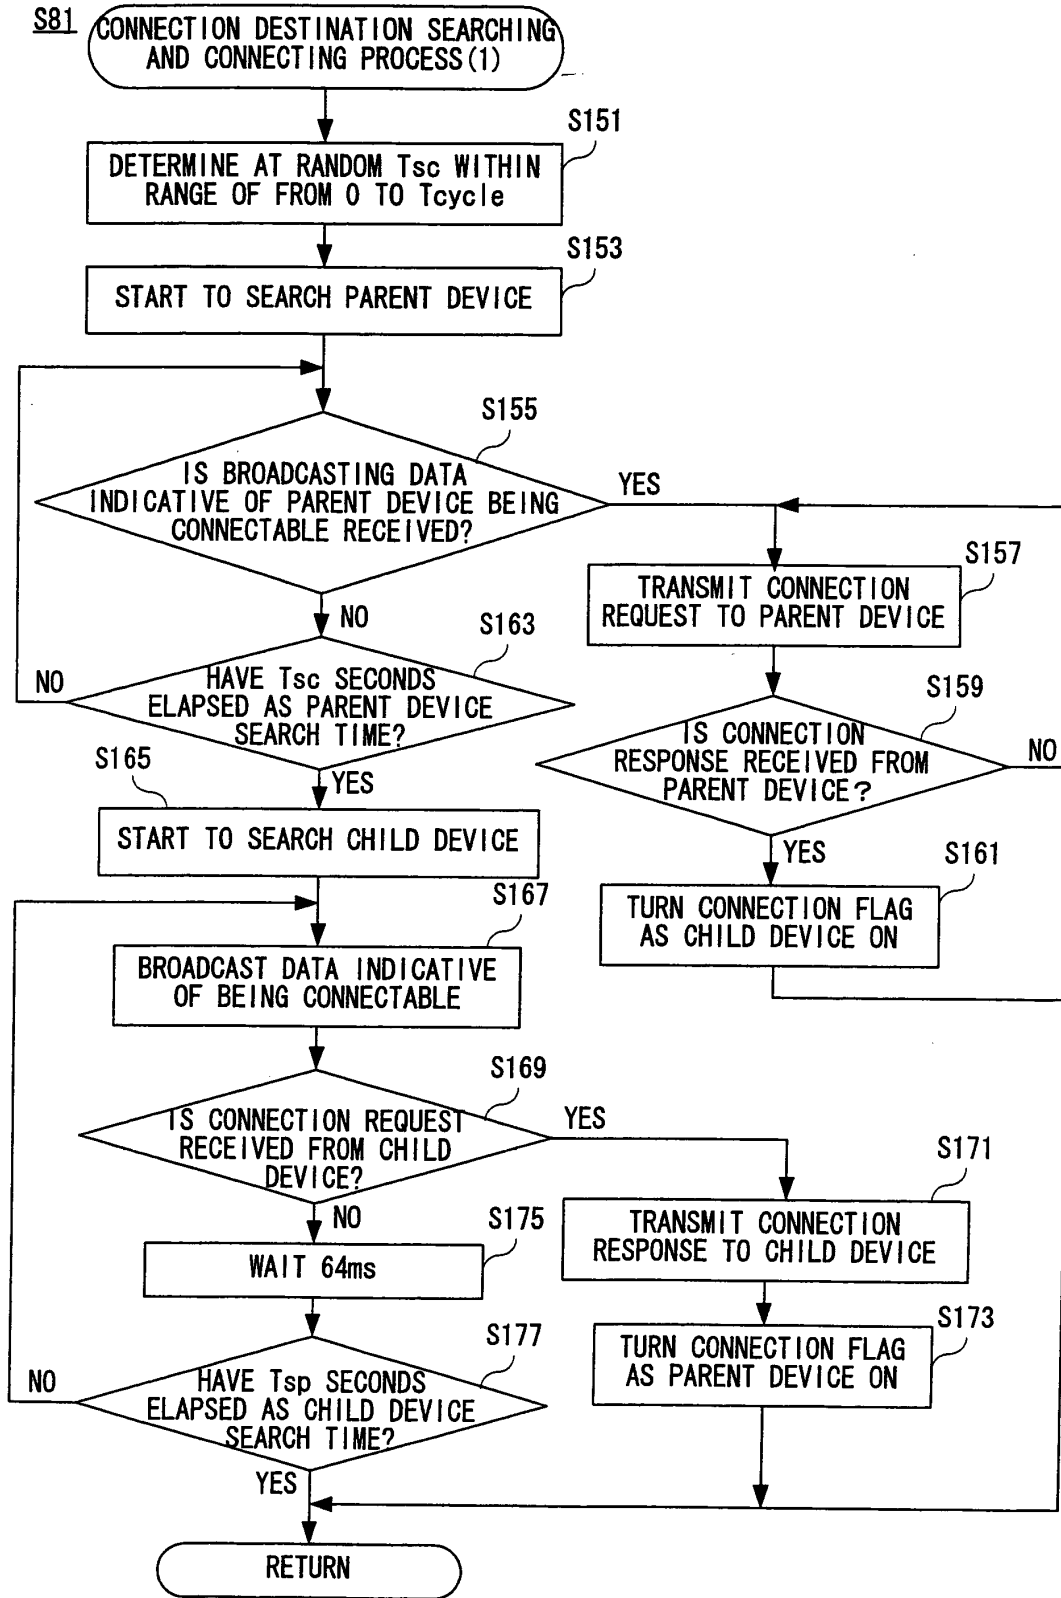 S81
CONNECTION DESTINATION SEARCHING
AND CONNECTING PROCESS(1)
S151
DETERMINE AT RANDOM Tsc WITHIN
RANGE OF FROM 0 TO Tcycle
S153
START TO SEARCH PARENT DEVICE
S155
IS BROADCASTING DATA
INDICATIVE OF PARENT DEVICE BEING
CONNECTABLE RECEIVED?
YES
NO
S157
TRANSMIT CONNECTION
REQUEST TO PARENT DEVICE
S163
HAVE Tsc SECONDS
ELAPSED AS PARENT DEVICE
SEARCH TIME?
NO
YES
S159
IS CONNECTION
RESPONSE RECEIVED FROM
PARENT DEVICE?
NO
YES
S165
START TO SEARCH CHILD DEVICE
S161
TURN CONNECTION FLAG
AS CHILD DEVICE ON
S167
BROADCAST DATA INDICATIVE
OF BEING CONNECTABLE
S169
IS CONNECTION REQUEST
RECEIVED FROM CHILD
DEVICE?
YES
NO
S171
TRANSMIT CONNECTION
RESPONSE TO CHILD DEVICE
S175
WAIT 64ms
S173
TURN CONNECTION FLAG
AS PARENT DEVICE ON
S177
HAVE Tsp SECONDS
ELAPSED AS CHILD DEVICE
SEARCH TIME?
NO
YES
RETURN